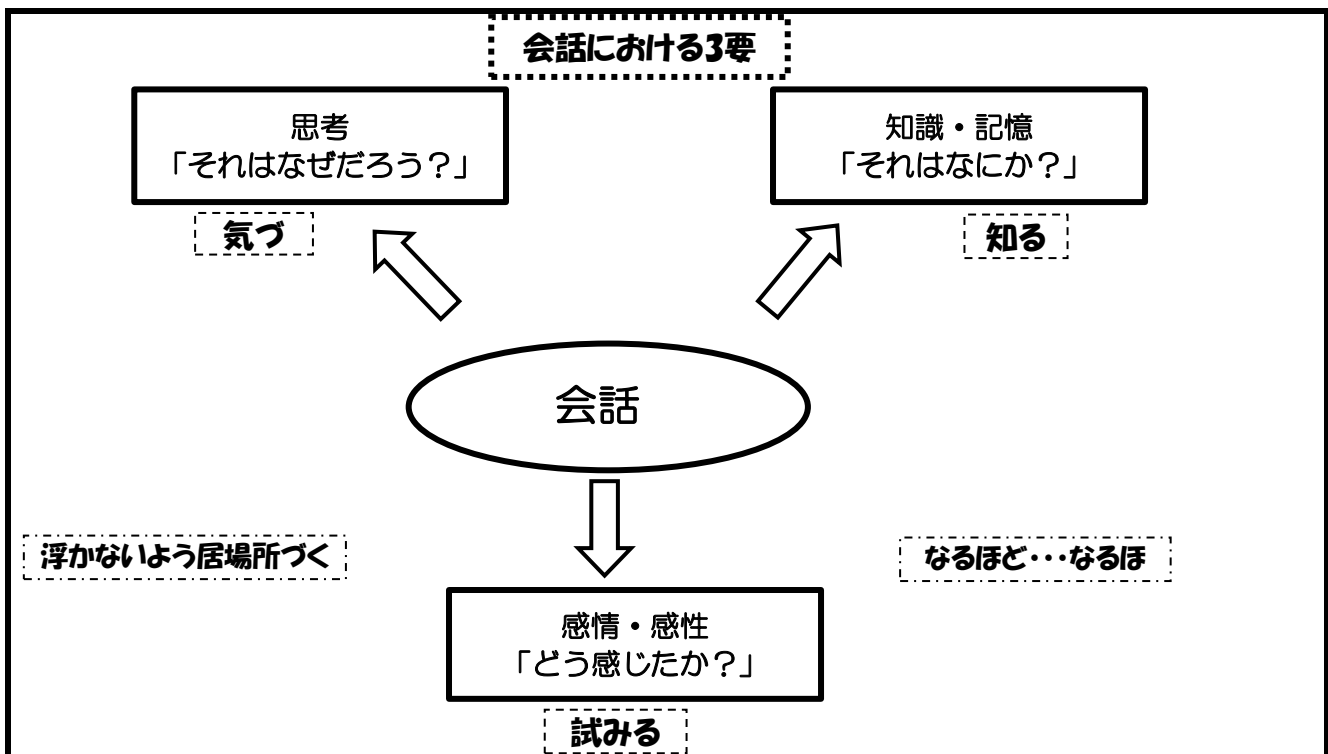 会話における3要
思考
「それはなぜだろう？」
気づ
知識・記憶
「それはなにか？」
知る
会話
浮かないよう居場所づく
なるほど・・・なるほ
感情・感性
「どう感じたか？」
試みる